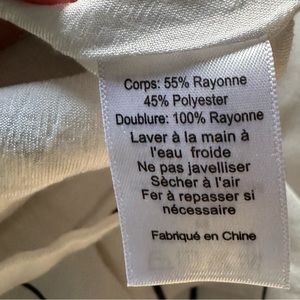 Corps: 55% Rayonne
45% Polyester
Doublure: 100% Rayonne
Laver à la main à
l'eau froide
Ne pas javelliser
Sècher à l'air
Fer à repasser si
nécessaire
Fabriqué en Chine